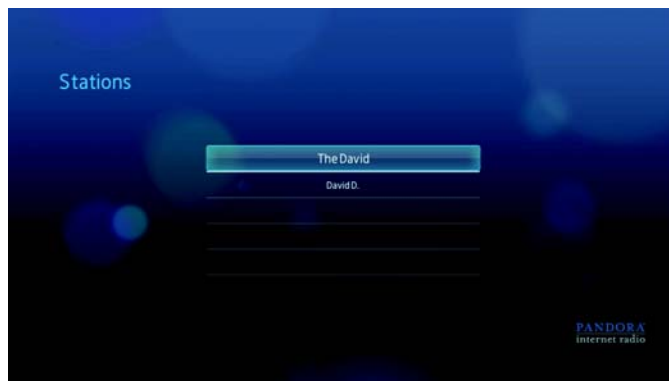 Stations
The David
David D.
PANDORA
internet radio